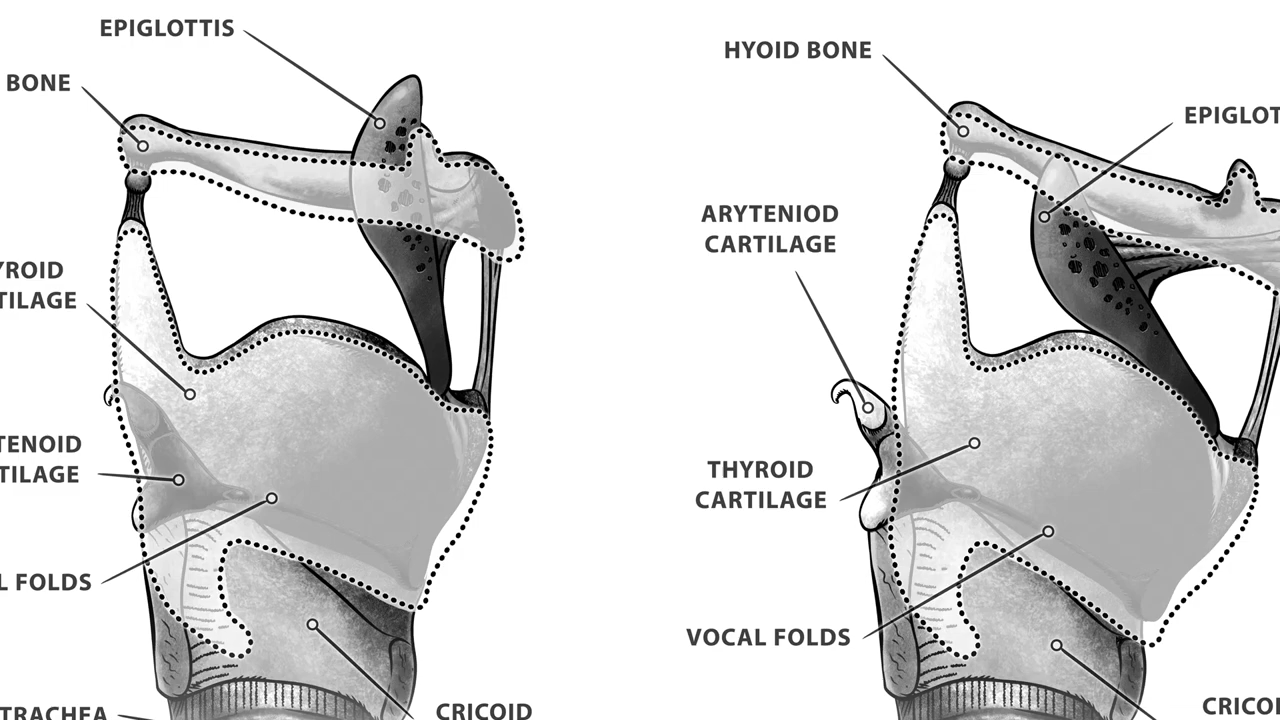 EPIGLOTTIS
BONE
YROID
TILAGE
TENOID
TILAGE
L FOLDS
TRACHEA
CRICOID
HYOID BONE
EPIGLOT
ARYTENIOD
CARTILAGE
THYROID
CARTILAGE
VOCAL FOLDS
CRICOI